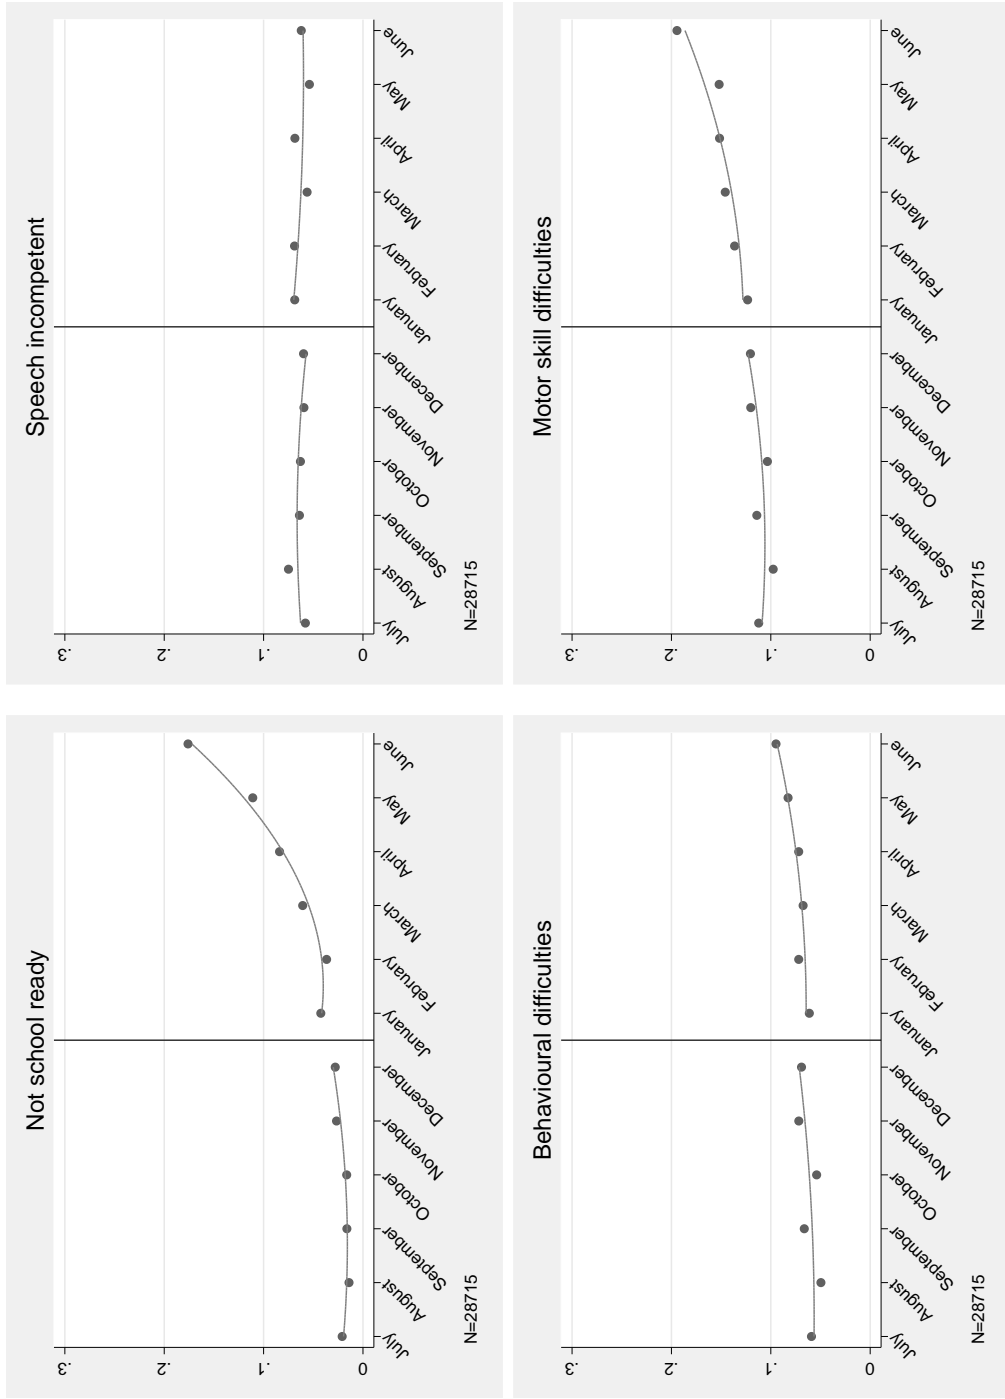 Not school ready
.3
.2
.1
0
July
August
September
October
November
December
January
February
March
April
May
June
N=28715
Speech incompetent
.3
.2
.1
0
July
August
September
October
November
December
January
February
March
April
May
June
N=28715
Behavioural difficulties
.3
.2
.1
0
July
August
September
October
November
December
January
February
March
April
May
June
N=28715
Motor skill difficulties
.3
.2
.1
0
July
August
September
October
November
December
January
February
March
April
May
June
N=28715